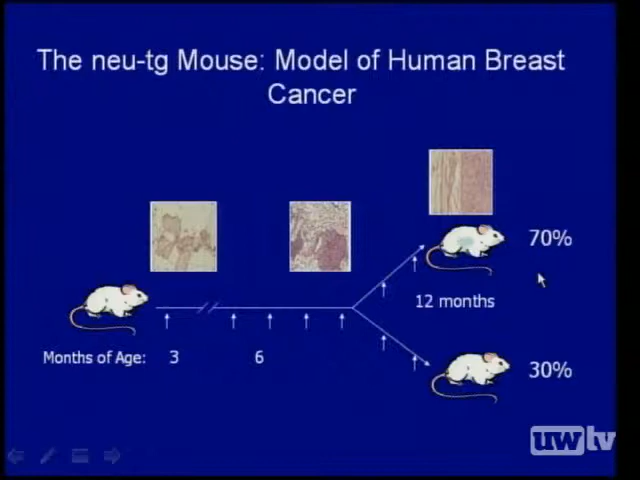 The neu-tg Mouse: Model of Human Breast
Cancer
70%
12 months
Months of Age: 3 6
30%
uwtv